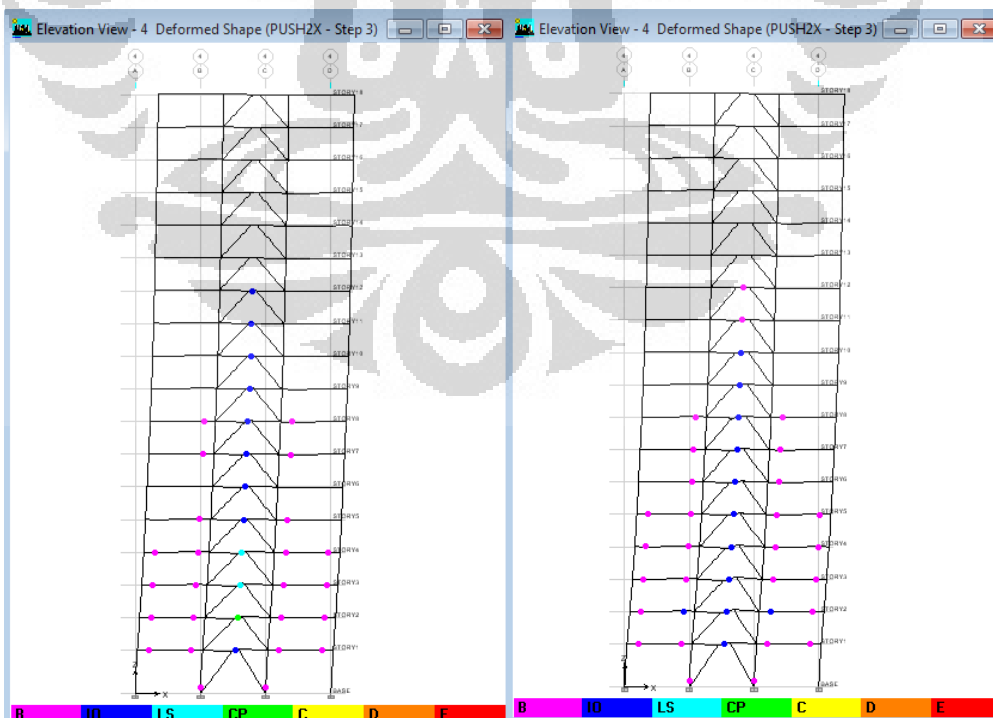 Elevation View - 4 Deformed Shape (PUSH2X - Step 3)
4 4 4 4
A B C D
STORY18
STORY17
STORY16
STORY15
STORY14
STORY13
STORY12
STORY11
STORY10
STORY9
STORY8
STORY7
STORY6
STORY5
STORY4
STORY3
STORY2
STORY1
Z
X
BASE
B IO LS CP C D E
Elevation View - 4 Deformed Shape (PUSH2X - Step 3)
4 4 4 4
A B C D
STORY18
STORY17
STORY16
STORY15
STORY14
STORY13
STORY12
STORY11
STORY10
STORY9
STORY8
STORY7
STORY6
STORY5
STORY4
STORY3
STORY2
STORY1
Z
X
BASE
B IO LS CP C D E